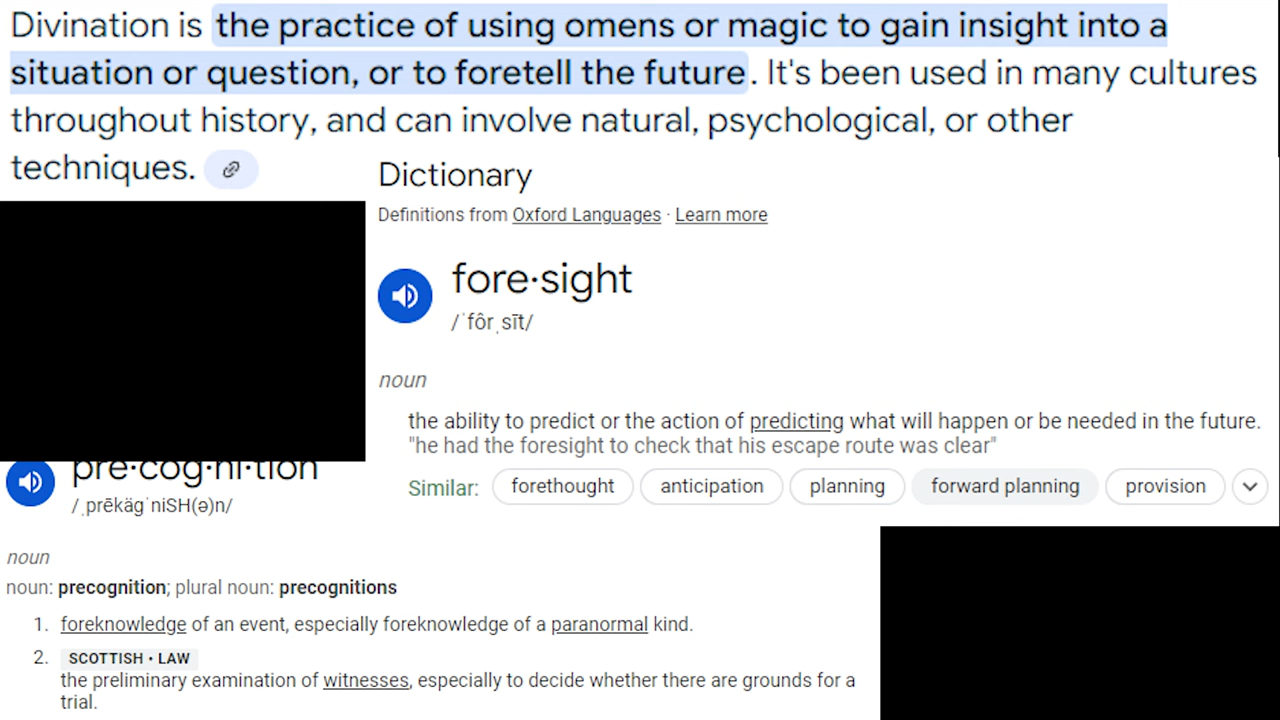 Divination is the practice of using omens or magic to gain insight into a
situation or question, or to foretell the future. It's been used in many cultures
throughout history, and can involve natural, psychological, or other
techniques.
Dictionary
Definitions from Oxford Languages · Learn more
fore·sight
/ˈfôrˌsīt/
noun
the ability to predict or the action of predicting what will happen or be needed in the future.
"he had the foresight to check that his escape route was clear"
Similar: forethought anticipation planning forward planning provision
pre·cog·ni·tion
/ˌprēkäɡˈniSH(ə)n/
noun
noun: precognition; plural noun: precognitions
1. foreknowledge of an event, especially foreknowledge of a paranormal kind.
2. SCOTTISH • LAW
the preliminary examination of witnesses, especially to decide whether there are grounds for a
trial.